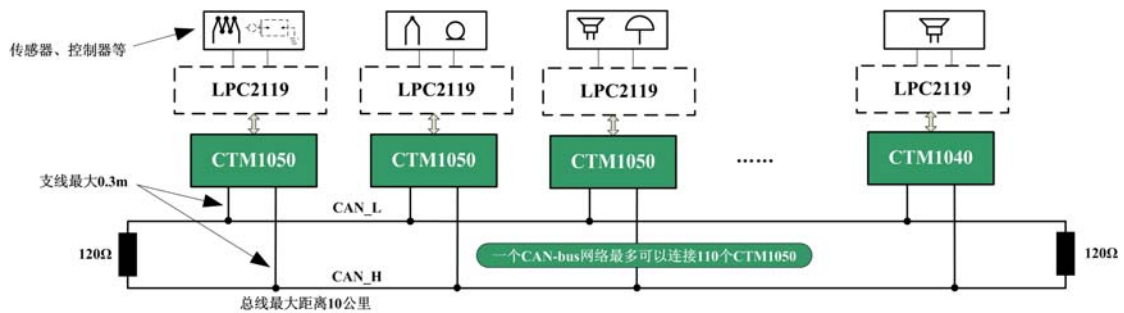 传感器、控制器等
LPC2119
LPC2119
LPC2119
LPC2119
CTM1050
CTM1050
CTM1050
……
CTM1040
支线最大0.3m
CAN_L
120Ω
一个CAN-bus网络最多可以连接110个CTM1050
120Ω
CAN_H
总线最大距离10公里